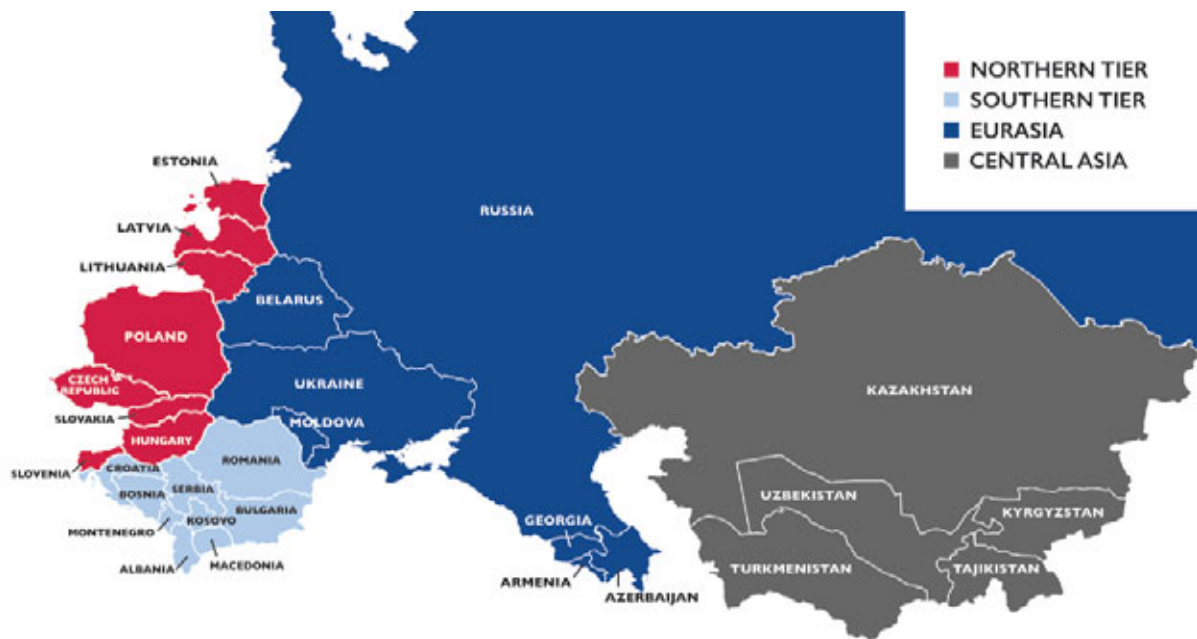 NORTHERN TIER
SOUTHERN TIER
EURASIA
CENTRAL ASIA
ESTONIA
RUSSIA
LATVIA
LITHUANIA
BELARUS
POLAND
CZECH
REPUBLIC
UKRAINE
KAZAKHSTAN
SLOVAKIA
MOLDOVA
HUNGARY
SLOVENIA
CROATIA
ROMANIA
BOSNIA
SERBIA
UZBEKISTAN
BULGARIA
KYRGYZSTAN
KOSOVO
GEORGIA
MONTENEGRO
ALBANIA
MACEDONIA
TURKMENISTAN
TAJIKISTAN
ARMENIA
AZERBAIJAN